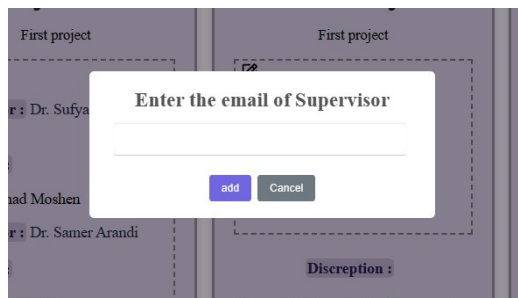 First project
First project
r : Dr. Sufya
Enter the email of Supervisor
:
had Moshen
add
Cancel
r : Dr. Samer Arandi
:
Discreption :